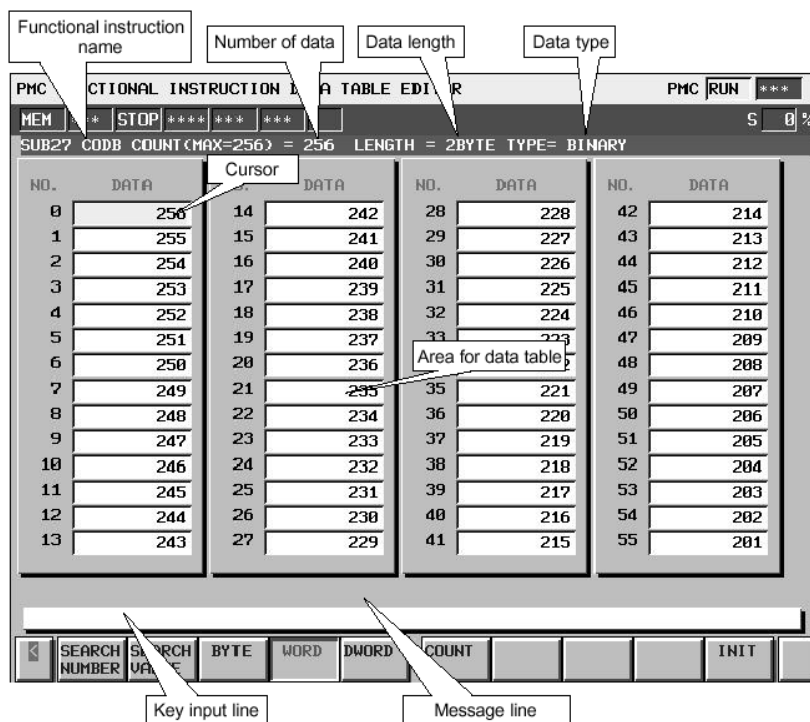 Functional instruction
name
Number of data
Data length
Data type
PMC CTIONAL INSTRUCTION A TABLE EDI R PMC RUN ***
MEM ** STOP **** *** *** S 0 %
SUB27 CODB COUNT(MAX=256) = 256 LENGTH = 2BYTE TYPE= BINARY
Cursor
NO. DATA . DATA NO. DATA NO. DATA
0 256 14 242 28 228 42 214
1 255 15 241 29 227 43 213
2 254 16 240 30 226 44 212
3 253 17 239 31 225 45 211
4 252 18 238 32 224 46 210
5 251 19 237 33 223 47 209
Area for data table
6 250 20 236 2 48 208
7 249 21 235 35 221 49 207
8 248 22 234 36 220 50 206
9 247 23 233 37 219 51 205
10 246 24 232 38 218 52 204
11 245 25 231 39 217 53 203
12 244 26 230 40 216 54 202
13 243 27 229 41 215 55 201
< SEARCH NUMBER SEARCH VALUE BYTE WORD DWORD COUNT INIT
Key input line
Message line